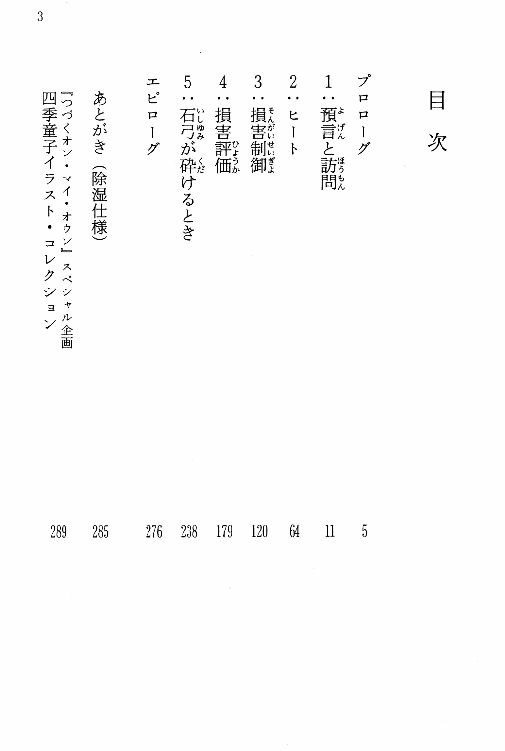 3
目次
プロローグ 5
1:預言と訪問 11
2:ヒート 64
3:損害制御 120
4:損害評価 179
5:石弓が砕けるとき 238
エピローグ 276
あとがき(除湿仕様) 285
『つづくオン・マイ・オウン』スペシャル企画
四季童子イラスト・コレクション 289